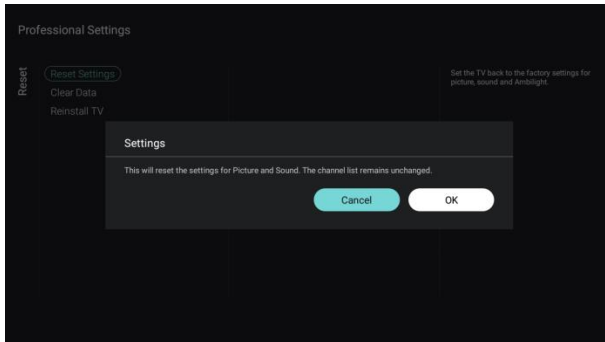 Professional Settings
Reset
Reset Settings
Clear Data
Reinstall TV
Set the TV back to the factory settings for
picture, sound and Ambilight.
Settings
This will reset the settings for Picture and Sound. The channel list remains unchanged.
Cancel
OK